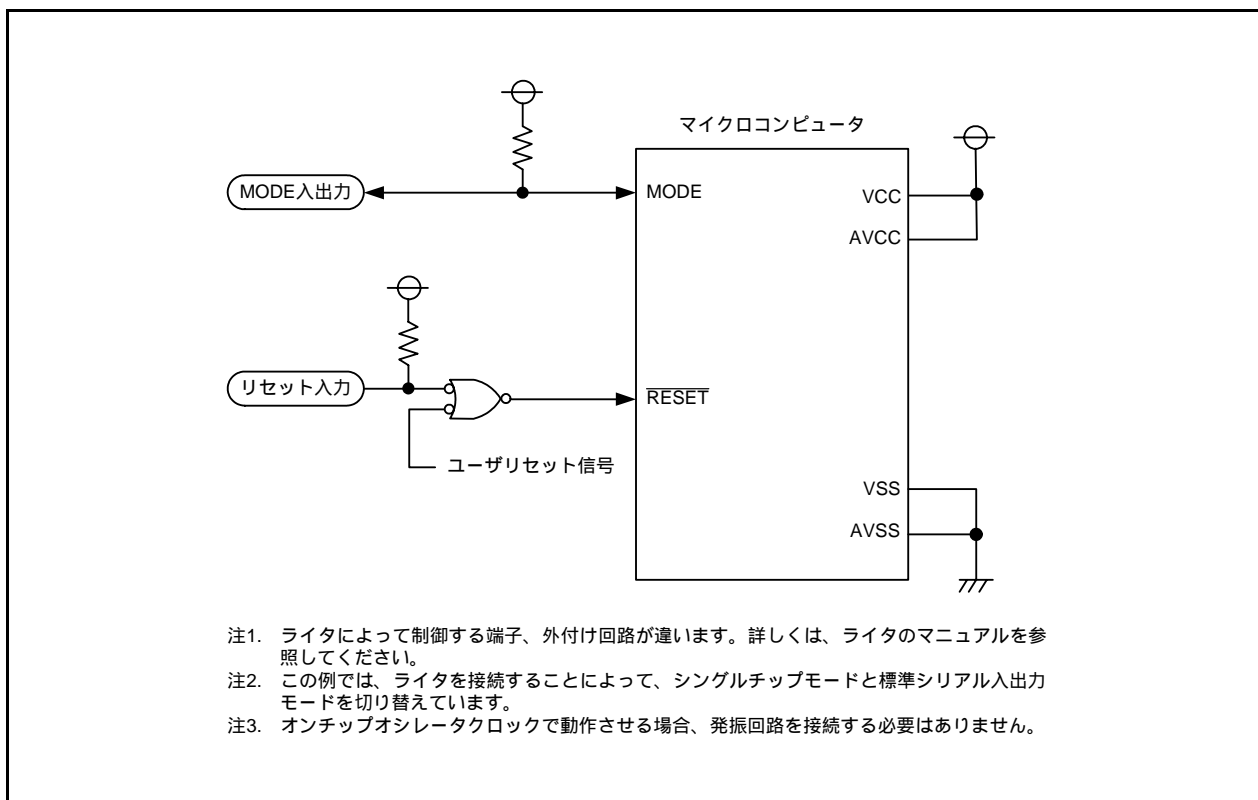 マイクロコンピュータ
MODE入出力
MODE
VCC
AVCC
リセット入力
RESET
ユーザリセット信号
VSS
AVSS
注1. ライタによって制御する端子、外付け回路が違います。詳しくは、ライタのマニュアルを参
照してください。
注2. この例では、ライタを接続することによって、シングルチップモードと標準シリアル入出力
モードを切り替えています。
注3. オンチップオシレータクロックで動作させる場合、発振回路を接続する必要はありません。